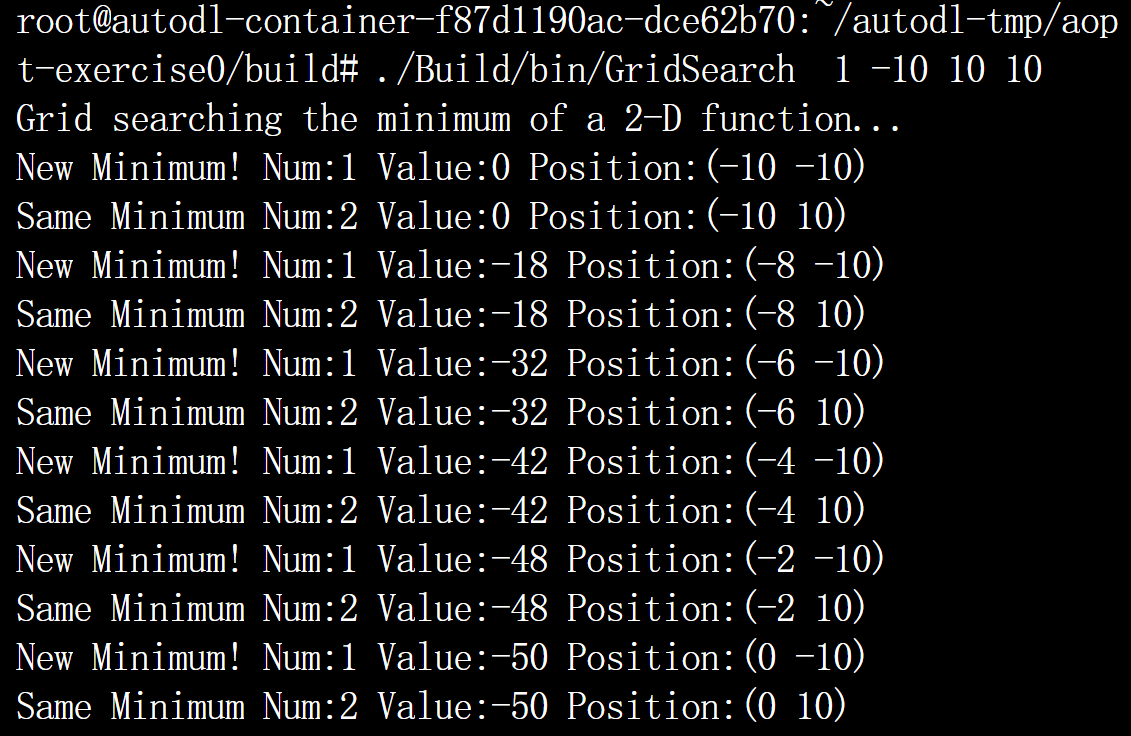 root@autodl-container-f87d1190ac-dce62b70:~/autodl-tmp/aop
t-exercise0/build# ./Build/bin/GridSearch  1 -10 10 10
Grid searching the minimum of a 2-D function...
New Minimum! Num:1 Value:0 Position:(-10 -10)
Same Minimum Num:2 Value:0 Position:(-10 10)
New Minimum! Num:1 Value:-18 Position:(-8 -10)
Same Minimum Num:2 Value:-18 Position:(-8 10)
New Minimum! Num:1 Value:-32 Position:(-6 -10)
Same Minimum Num:2 Value:-32 Position:(-6 10)
New Minimum! Num:1 Value:-42 Position:(-4 -10)
Same Minimum Num:2 Value:-42 Position:(-4 10)
New Minimum! Num:1 Value:-48 Position:(-2 -10)
Same Minimum Num:2 Value:-48 Position:(-2 10)
New Minimum! Num:1 Value:-50 Position:(0 -10)
Same Minimum Num:2 Value:-50 Position:(0 10)